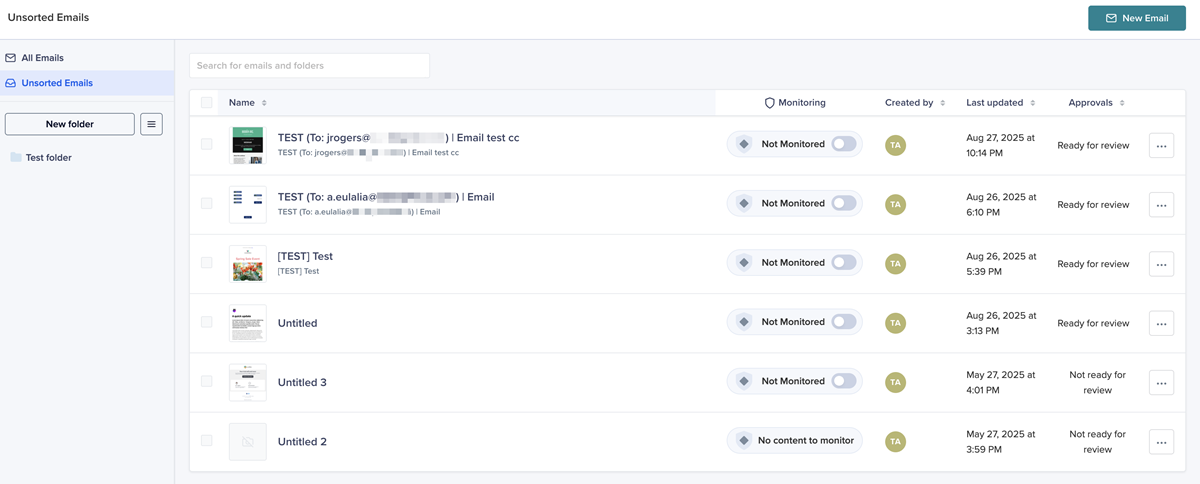 Unsorted Emails
New Email
All Emails
Unsorted Emails
New folder
Test folder
Search for emails and folders
Name
Monitoring
Created by
Last updated
Approvals
TEST (To: jrogers@ ) | Email test cc
TEST (To: jrogers@ ) | Email test cc
Not Monitored
TA
Aug 27, 2025 at
10:14 PM
Ready for review
TEST (To: a.eulalia@ ) | Email
TEST (To: a.eulalia@ ) | Email
Not Monitored
TA
Aug 26, 2025 at
6:10 PM
Ready for review
[TEST] Test
[TEST] Test
Not Monitored
TA
Aug 26, 2025 at
5:39 PM
Ready for review
A quick update
Untitled
Not Monitored
TA
Aug 26, 2025 at
3:13 PM
Ready for review
Untitled 3
Not Monitored
TA
May 27, 2025 at
4:01 PM
Not ready for
review
Untitled 2
No content to monitor
TA
May 27, 2025 at
3:59 PM
Not ready for
review